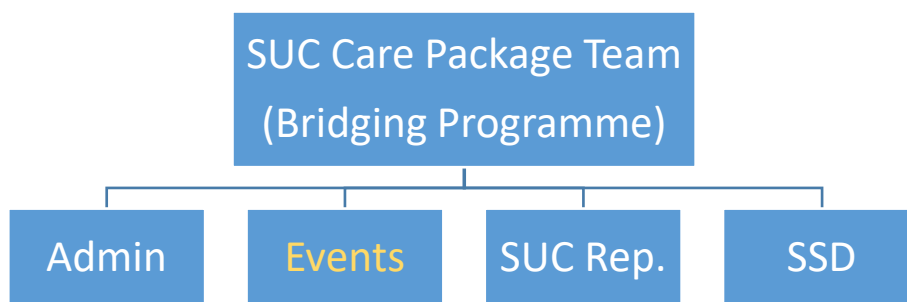 SUC Care Package Team
(Bridging Programme)
Admin
Events
SUC Rep.
SSD